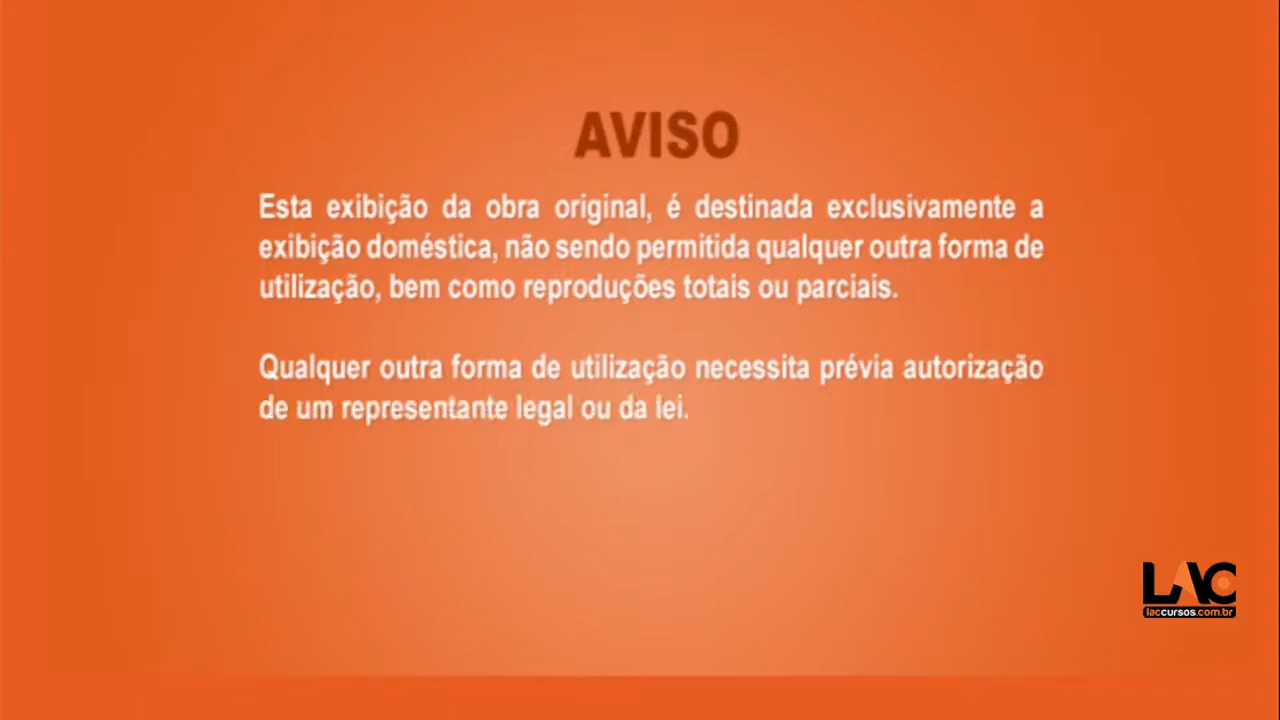 AVISO
Esta exibição da obra original, é destinada exclusivamente a
exibição doméstica, não sendo permitida qualquer outra forma de
utilização, bem como reproduções totais ou parciais.
Qualquer outra forma de utilização necessita prévia autorização
de um representante legal ou da lei.
LAC
laccursos.com.br